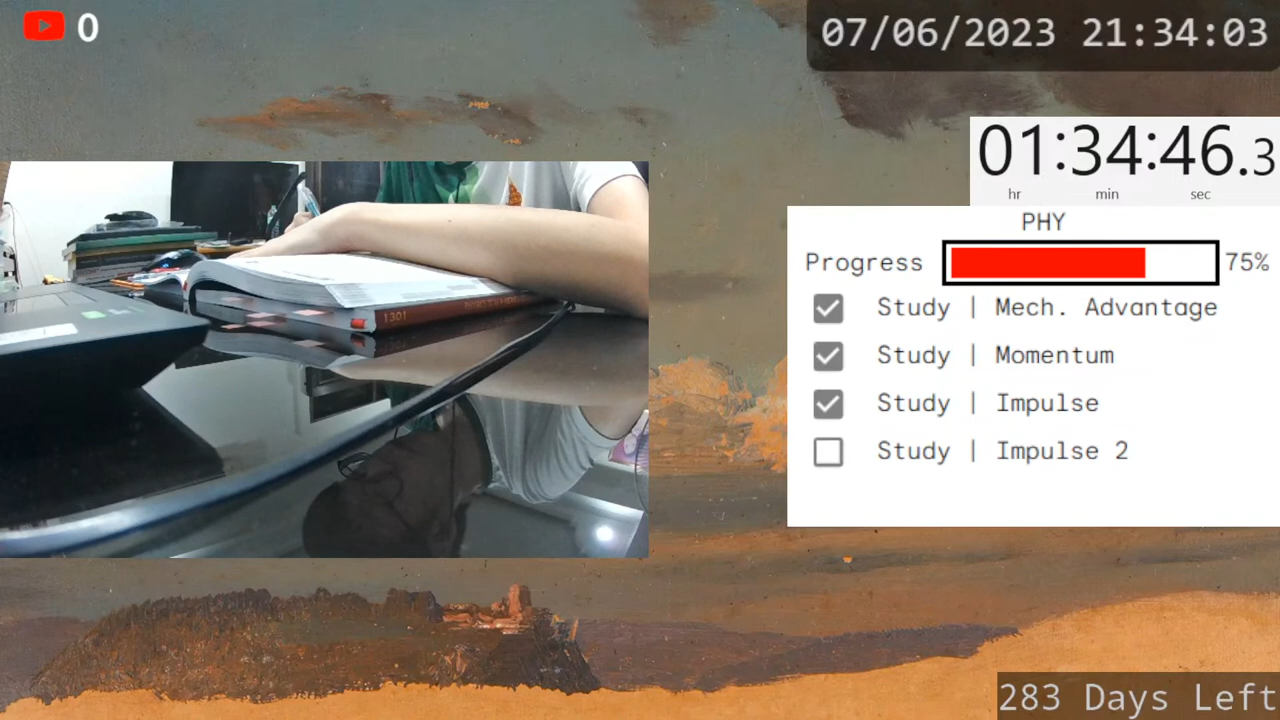 0
07/06/2023 21:34:03
01:34:46.3
hr min sec
PHY
Progress 75%
Study | Mech. Advantage
Study | Momentum
Study | Impulse
Study | Impulse 2
1301
283 Days Left